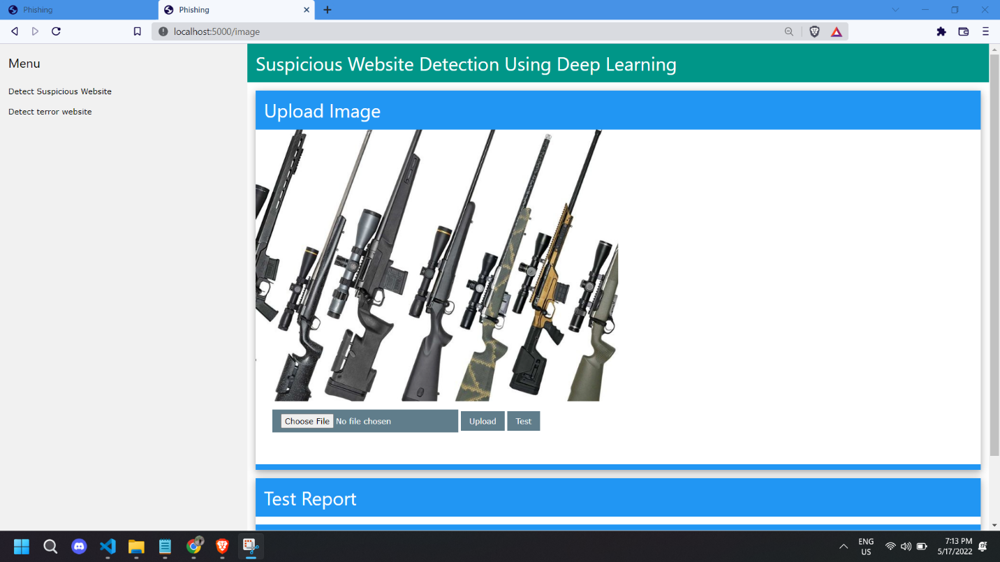 Phishing
Phishing
localhost:5000/image
Menu
Detect Suspicious Website
Detect terror website
Suspicious Website Detection Using Deep Learning
Upload Image
Choose File No file chosen
Upload
Test
Test Report
ENG
US
7:13 PM
5/17/2022